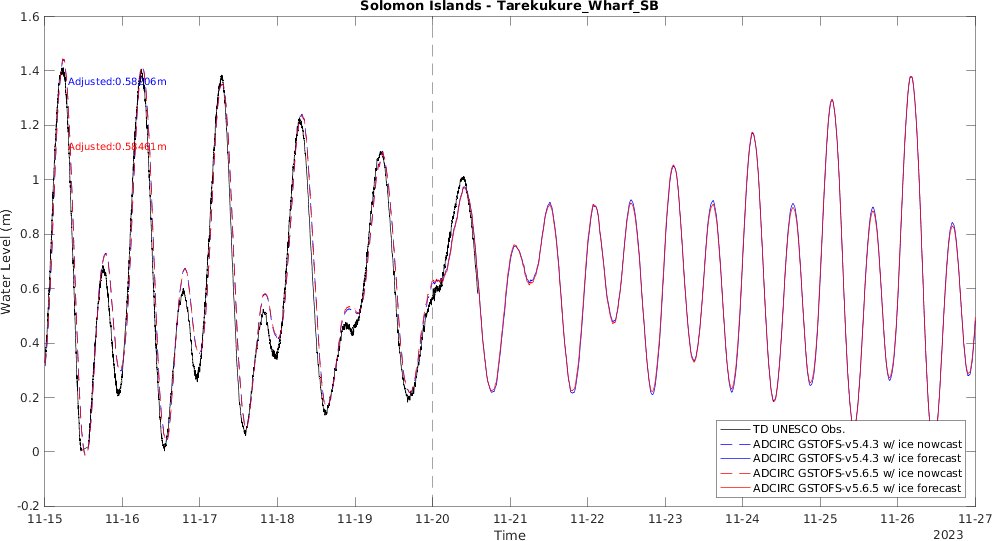 Solomon Islands - Tarekukure_Wharf_SB
1.6
1.4
1.2
1
0.8
0.6
0.4
0.2
0
-0.2
Water Level (m)
Adjusted:0.58406m
Adjusted:0.58461m
TD UNESCO Obs.
ADCIRC GSTOFS-v5.4.3 w/ ice nowcast
ADCIRC GSTOFS-v5.4.3 w/ ice forecast
ADCIRC GSTOFS-v5.6.5 w/ ice nowcast
ADCIRC GSTOFS-v5.6.5 w/ ice forecast
11-15 11-16 11-17 11-18 11-19 11-20 11-21 11-22 11-23 11-24 11-25 11-26 11-27
Time
2023